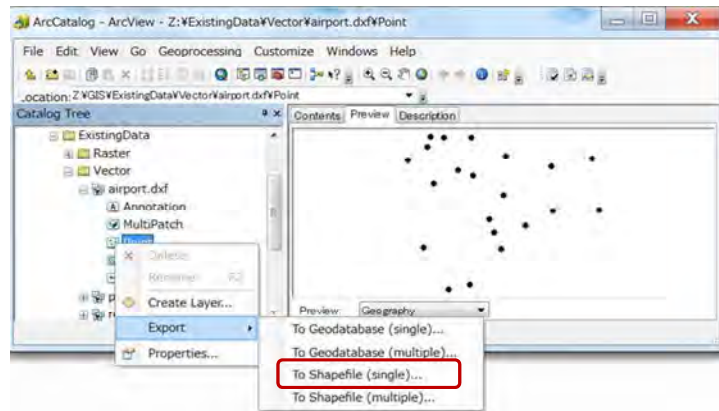 ArcCatalog - ArcView - Z:¥ExistingData¥Vector¥airport.dxf¥Point
File Edit View Go Geoprocessing Customize Windows Help
Location: Z:¥GIS¥ExistingData¥Vector¥airport.dxf¥Point
Catalog Tree
Contents Preview Description
ExistingData
Raster
Vector
airport.dxf
Annotation
MultiPatch
Point
Delete
Rename F2
Create Layer...
Export
Properties...
Preview: Geography
To Geodatabase (single)...
To Geodatabase (multiple)...
To Shapefile (single)...
To Shapefile (multiple)...